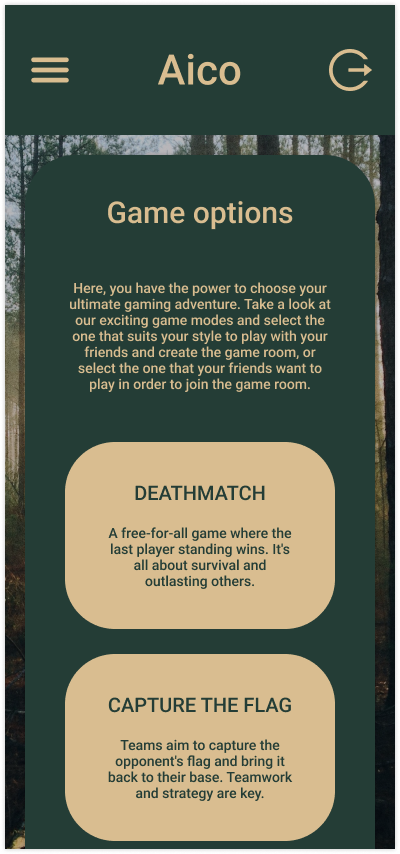 Aico
Game options
Here, you have the power to choose your
ultimate gaming adventure. Take a look at
our exciting game modes and select the
one that suits your style to play with your
friends and create the game room, or
select the one that your friends want to
play in order to join the game room.
DEATHMATCH
A free-for-all game where the
last player standing wins. It's
all about survival and
outlasting others.
CAPTURE THE FLAG
Teams aim to capture the
opponent's flag and bring it
back to their base. Teamwork
and strategy are key.